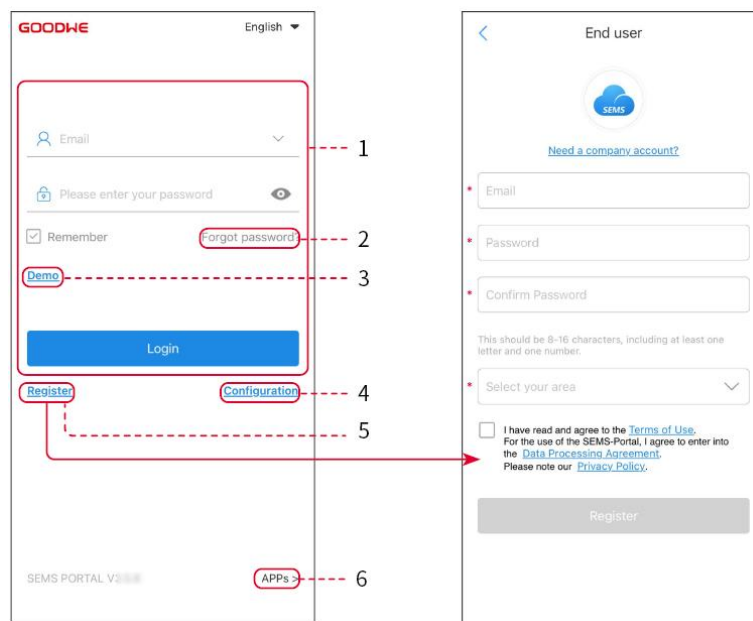 GOODWE
English
Email
1
Please enter your password
Remember
Forgot password?
2
Demo
3
Login
Register
Configuration
4
5
SEMS PORTAL V
APPs >
6
End user
SEMS
Need a company account?
* Email
* Password
* Confirm Password
This should be 8-16 characters, including at least one
letter and one number.
* Select your area
I have read and agree to the Terms of Use.
For the use of the SEMS-Portal, I agree to enter into
the Data Processing Agreement.
Please note our Privacy Policy.
Register